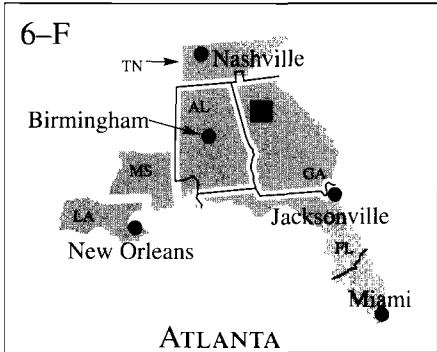 6–F
TN
Nashville
AL
Birmingham
MS
GA
LA
Jacksonville
New Orleans
FL
Miami
ATLANTA